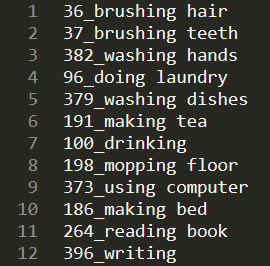 1 36_brushing hair
2 37_brushing teeth
3 382_washing hands
4 96_doing laundry
5 379_washing dishes
6 191_making tea
7 100_drinking
8 198_mopping floor
9 373_using computer
10 186_making bed
11 264_reading book
12 396_writing